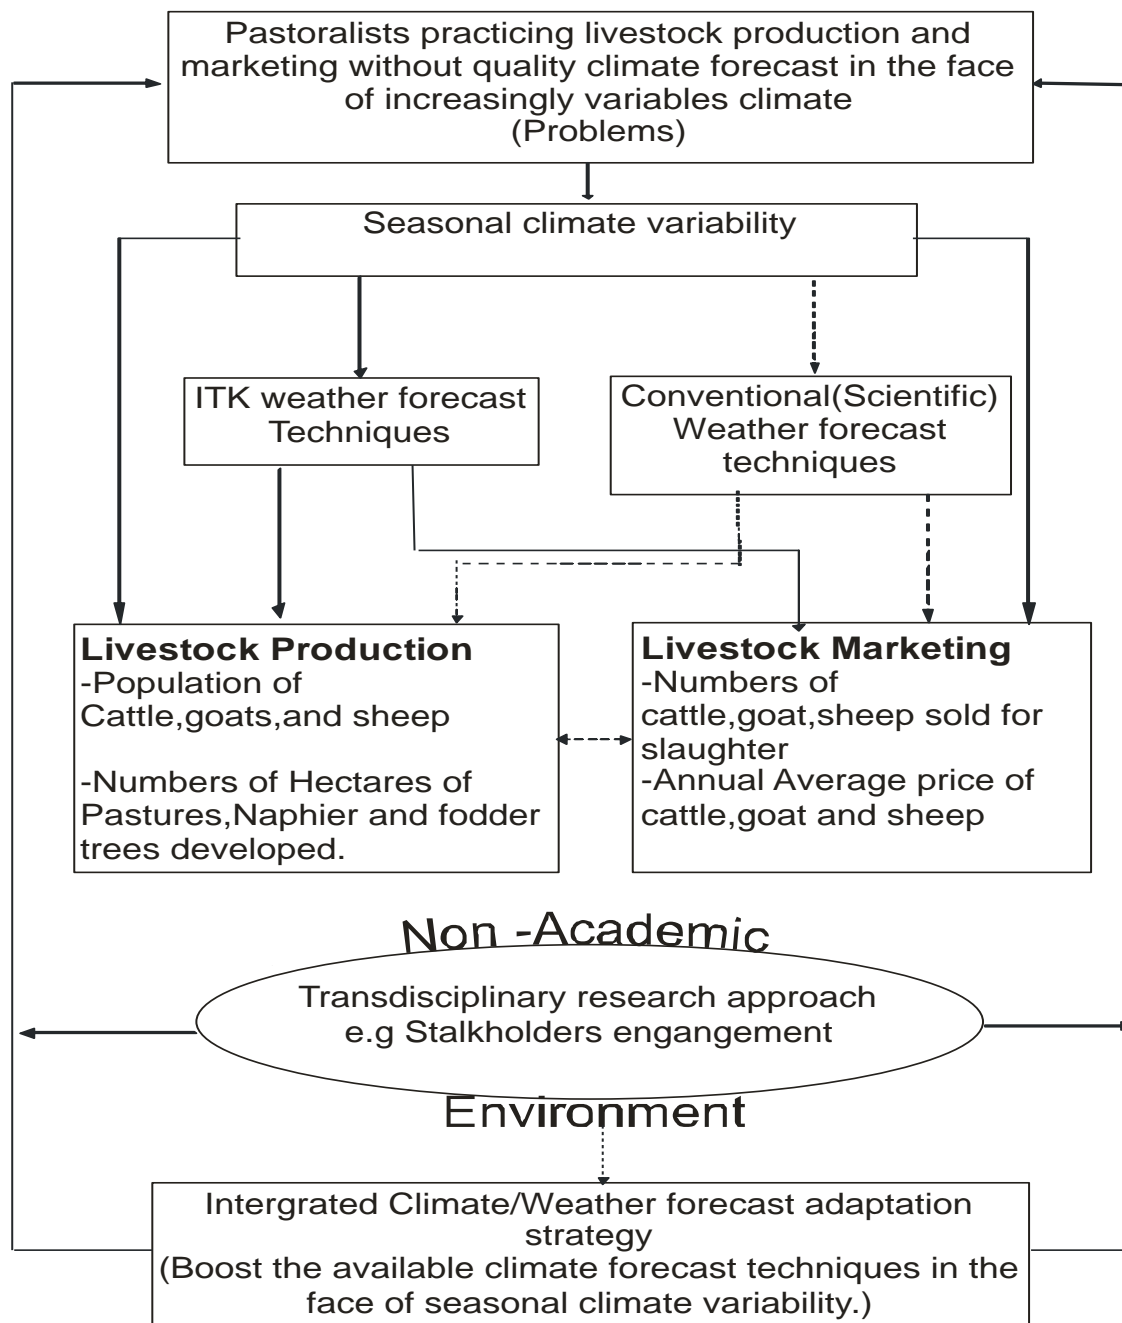 Pastoralists practicing livestock production and
marketing without quality climate forecast in the face
of increasingly variables climate
(Problems)
Seasonal climate variability
ITK weather forecast
Techniques
Conventional(Scientific)
Weather forecast
techniques
Livestock Production
-Population of
Cattle,goats,and sheep
-Numbers of Hectares of
Pastures,Naphier and fodder
trees developed.
Livestock Marketing
-Numbers of
cattle,goat,sheep sold for
slaughter
-Annual Average price of
cattle,goat and sheep
Non -Academic
Transdisciplinary research approach
e.g Stalkholders engangement
Environment
Intergrated Climate/Weather forecast adaptation
strategy
(Boost the available climate forecast techniques in the
face of seasonal climate variability.)